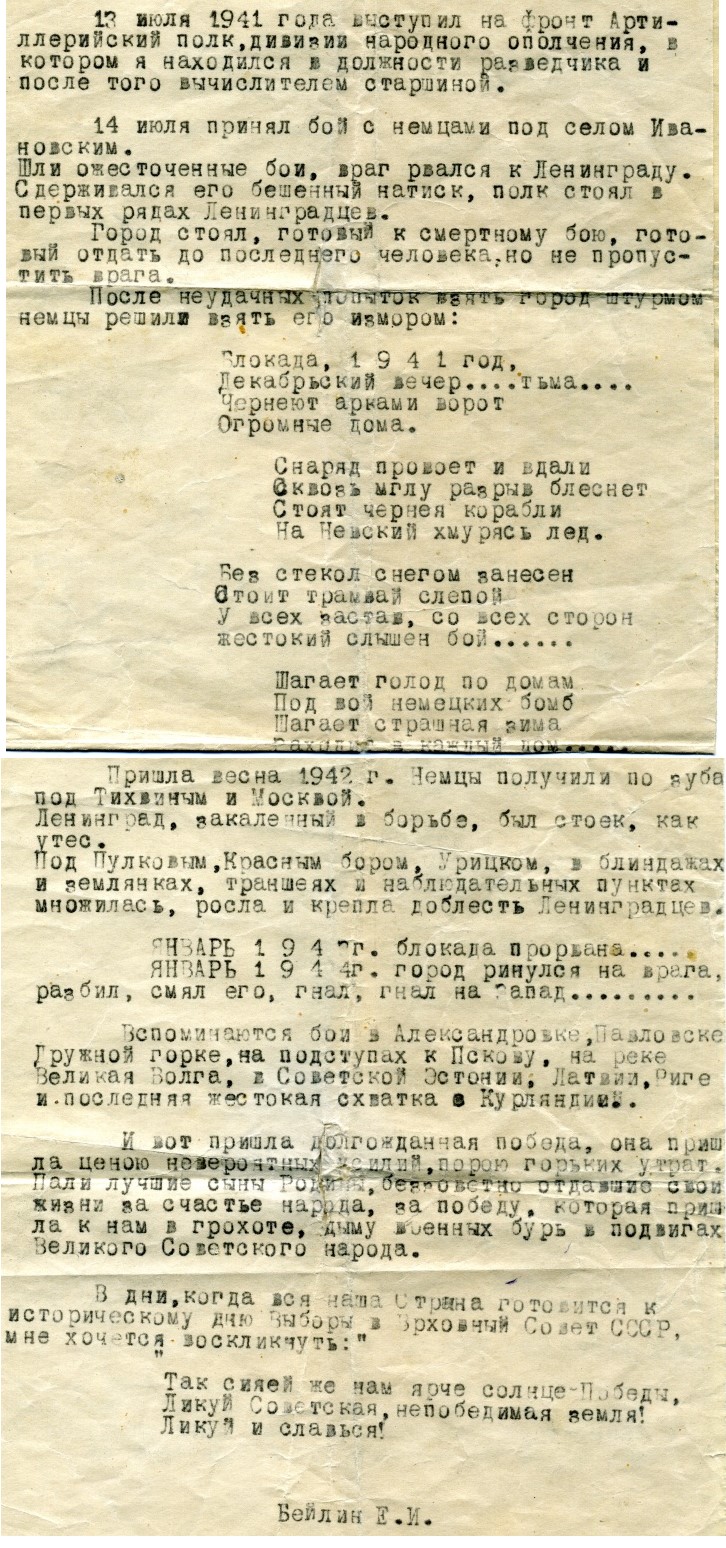 13 июля 1941 года выступил на фронт Арти-
ллерийский полк,дивизии народного ополчения, в
котором я находился в должности разведчика и
после того вычислителем старшиной.
14 июля принял бой с немцами под селом Ива-
новским.
Шли ожесточенные бои, враг рвался к Ленинграду.
Сдерживался его бешенный натиск, полк стоял в
первых рядах Ленинградцев.
Город стоял, готовый к смертному бою, гото-
вый отдать до последнего человека,но не пропус-
тить врага.
После неудачных попыток взять город штурмом
немцы решили взять его измором:
Блокада, 1 9 4 1 год,
Декабрьский вечер....тьма....
Чернеют арками ворот
Огромные дома.
Снаряд провоет и вдали
Сквозь мглу разрыв блеснет
Стоят чернея корабли
На Невский хмурясь лед.
Без стекол снегом занесен
Стоит трамвай слепой
У всех застав, со всех сторон
жестокий слышен бой......
Шагает голод по домам
Под вой немецких бомб
Шагает страшная зима
в каждый дом.....
Пришла весна 1942 г. Немцы получили по зуба
под Тихвиным и Москвой.
Ленинград, закаленный в борьбе, был стоек, как
утес.
Под Пулковым,Красным бором, Урицком, в блиндажах
и землянках, траншеях и наблюдательных пунктах
множилась, росла и крепла доблесть Ленинградцев.
ЯНВАРЬ 1 9 4 г. блокада прорвана.....
ЯНВАРЬ 1 9 4 4г. город ринулся на врага,
разбил, смял его, гнал, гнал на Запад.........
Вспоминаются бои в Александровке,Павловске
Дружной горке,на подступах к Пскову, на реке
Великая Волга, в Советской Эстонии, Латвии,Риге
и.последняя жестокая схватка в Курляндии.
И вот пришла долгожданная победа, она приш
ла ценою невероятных усилий,порою горьких утрат.
Пали лучшие сыны Родины,беззоветно отдавшие свои
жизни за счастье народа, за победу, которая приш
ла к нам в грохоте, дыму военных бурь в подвигах
Великого Советского народа.
В дни,когда вся наша Страна готовится к
историческому дню Выборы в Врховный Совет СССР,
мне хочется воскликнуть:"
"
Так сияей же нам ярче солнце-Победы,
Ликуй Советская,непобедимая земля!
Ликуй и славься!
Бейлин Е.И.